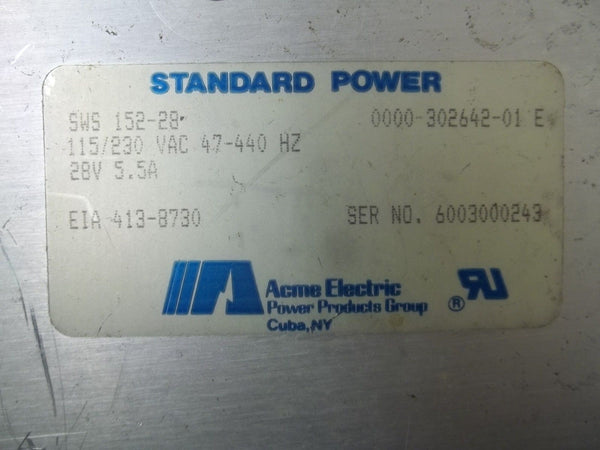 STANDARD POWER
SWS 152-28 0000-302642-01 E
115/230 VAC 47-440 HZ
28V 5.5A
EIA 413-8730 SER NO. 6003000243
Acme Electric
Power Products Group ®
Cuba, NY